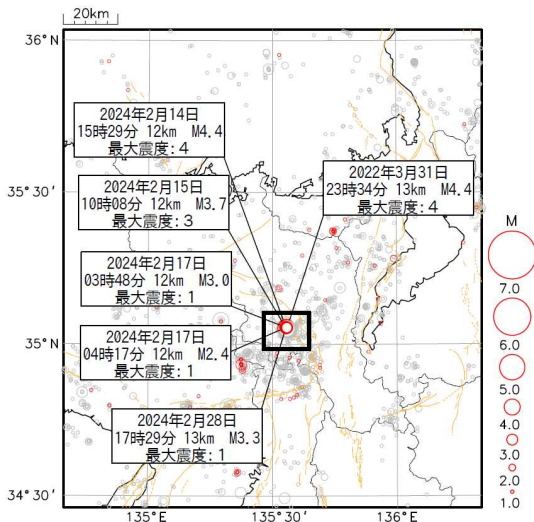 20km
36°N
2024年2月14日
15時29分 12km M4.4
最大震度:4
2022年3月31日
23時34分 13km M4.4
最大震度:4
35°30′
2024年2月15日
10時08分 12km M3.7
最大震度:3
2024年2月17日
03時48分 12km M3.0
最大震度:1
35°N
2024年2月17日
04時17分 12km M2.4
最大震度:1
2024年2月28日
17時29分 13km M3.3
最大震度:1
34°30′
135°E
135°30′
136°E
M
7.0
6.0
5.0
4.0
3.0
2.0
1.0